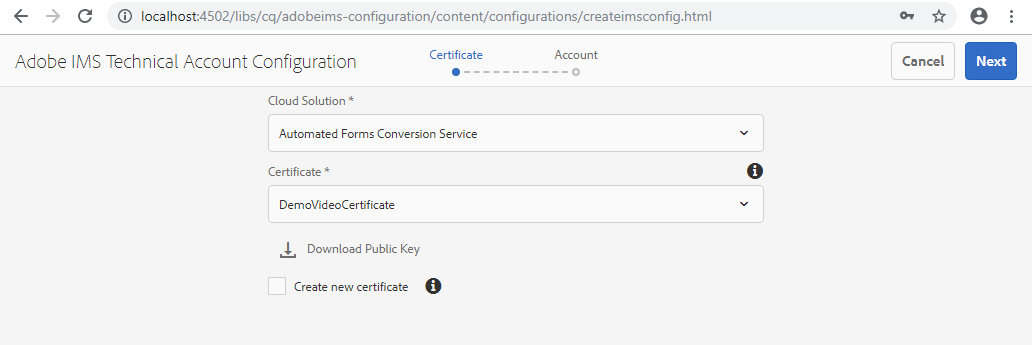 localhost:4502/libs/cq/adobeims-configuration/content/configurations/createimsconfig.html
Adobe IMS Technical Account Configuration
Certificate
Account
Cancel
Next
Cloud Solution *
Automated Forms Conversion Service
Certificate *
DemoVideoCertificate
Download Public Key
Create new certificate